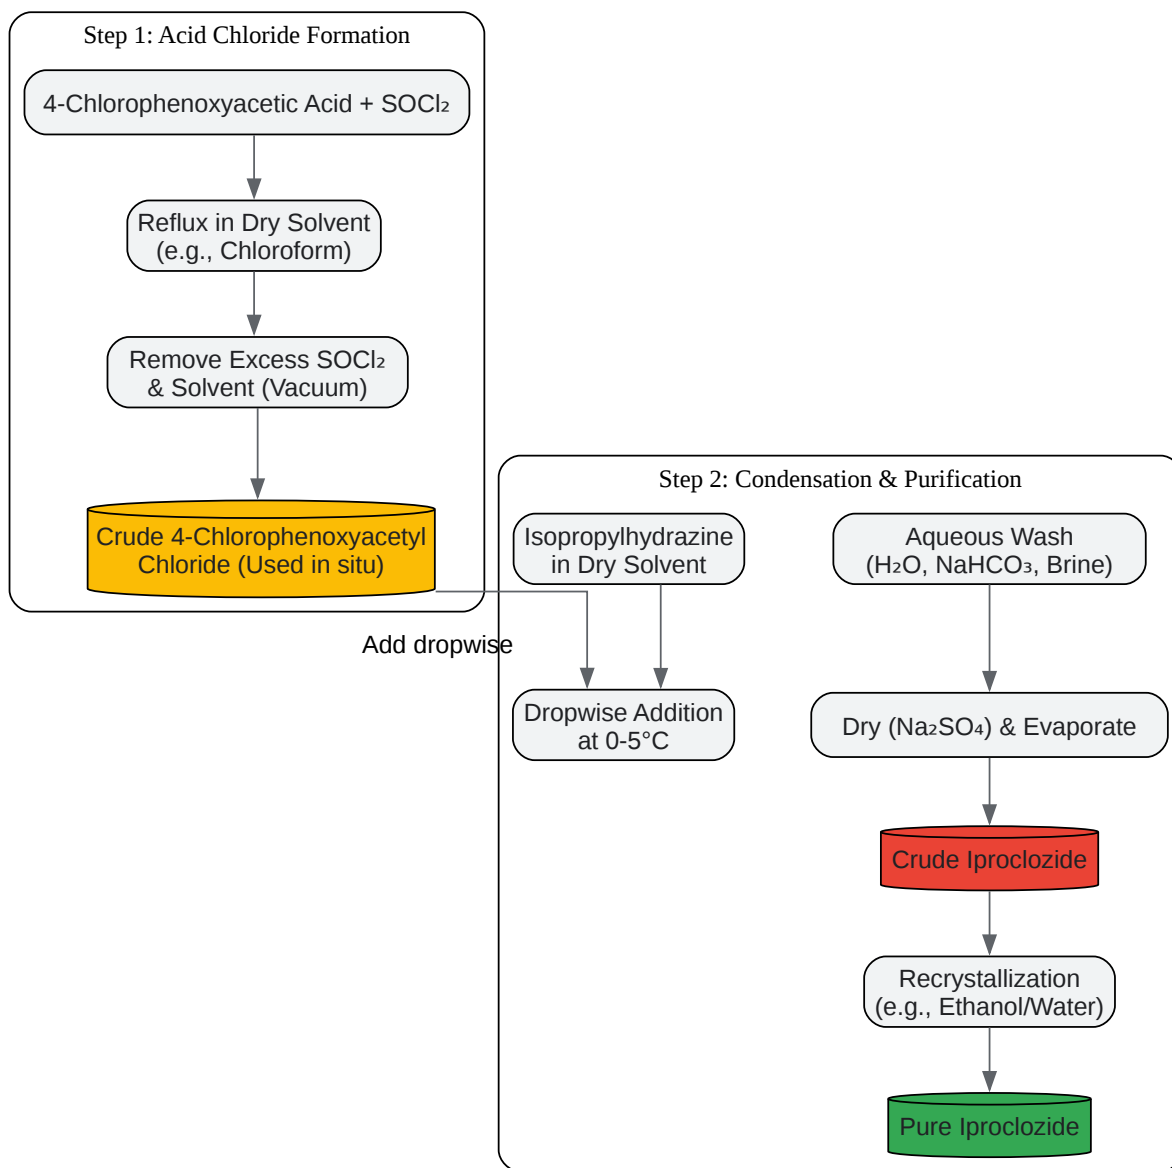 Step 1: Acid Chloride Formation
4-Chlorophenoxyacetic Acid + SOCl₂
Reflux in Dry Solvent
(e.g., Chloroform)
Remove Excess SOCl₂
& Solvent (Vacuum)
Crude 4-Chlorophenoxyacetyl
Chloride (Used in situ)
Add dropwise
Step 2: Condensation & Purification
Isopropylhydrazine
in Dry Solvent
Dropwise Addition
at 0-5°C
Aqueous Wash
(H₂O, NaHCO₃, Brine)
Dry (Na₂SO₄) & Evaporate
Crude Iproclozide
Recrystallization
(e.g., Ethanol/Water)
Pure Iproclozide